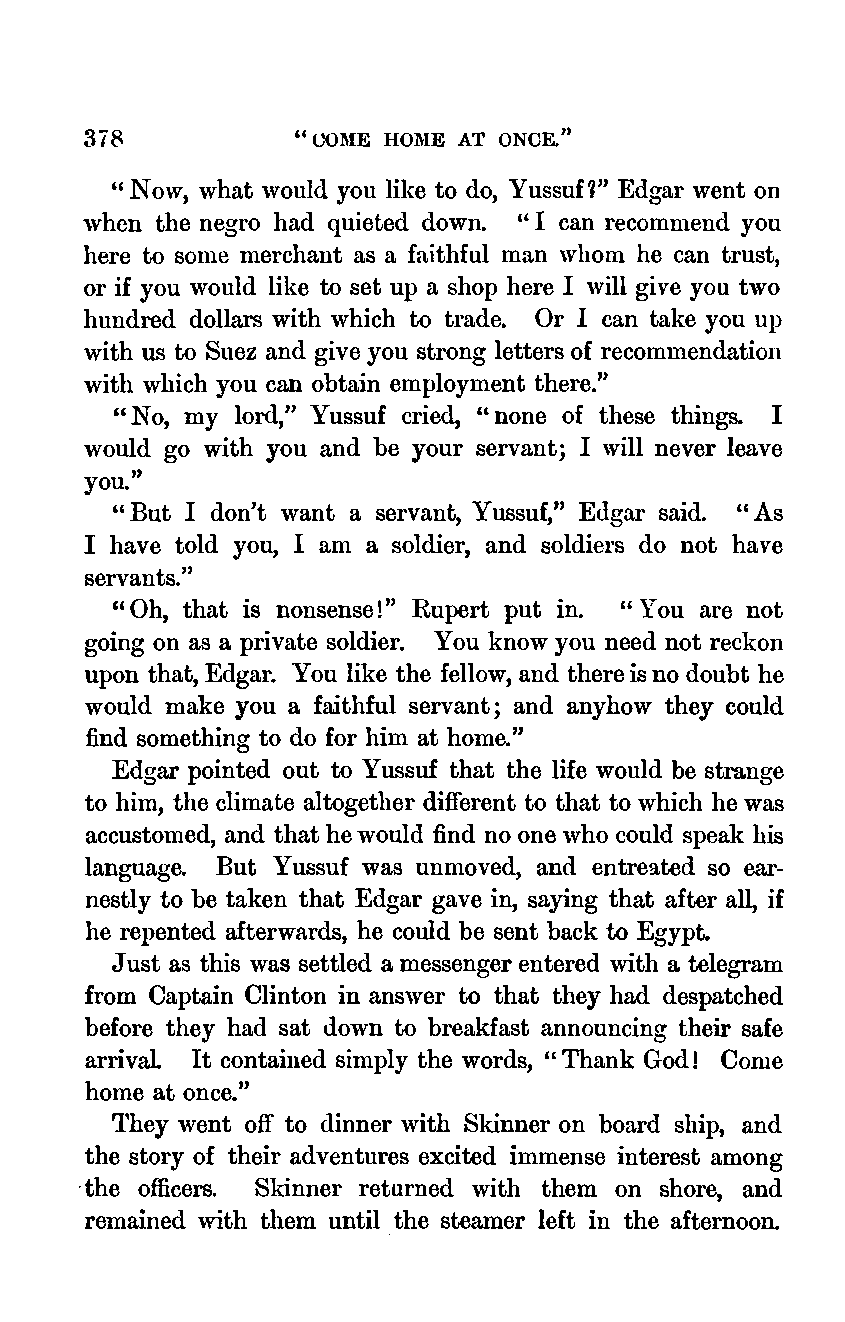 378 "COME HOME AT ONCE."
"Now, what would you like to do, Yussuf?" Edgar went on
when the negro had quieted down. "I can recommend you
here to some merchant as a faithful man whom he can trust,
or if you would like to set up a shop here I will give you two
hundred dollars with which to trade. Or I can take you up
with us to Suez and give you strong letters of recommendation
with which you can obtain employment there."
"No, my lord," Yussuf cried, "none of these things. I
would go with you and be your servant; I will never leave
you."
"But I don't want a servant, Yussuf," Edgar said. "As
I have told you, I am a soldier, and soldiers do not have
servants."
"Oh, that is nonsense!" Rupert put in. "You are not
going on as a private soldier. You know you need not reckon
upon that, Edgar. You like the fellow, and there is no doubt he
would make you a faithful servant; and anyhow they could
find something to do for him at home."
Edgar pointed out to Yussuf that the life would be strange
to him, the climate altogether different to that to which he was
accustomed, and that he would find no one who could speak his
language. But Yussuf was unmoved, and entreated so ear-
nestly to be taken that Edgar gave in, saying that after all, if
he repented afterwards, he could be sent back to Egypt.
Just as this was settled a messenger entered with a telegram
from Captain Clinton in answer to that they had despatched
before they had sat down to breakfast announcing their safe
arrival. It contained simply the words, "Thank God! Come
home at once."
They went off to dinner with Skinner on board ship, and
the story of their adventures excited immense interest among
the officers. Skinner returned with them on shore, and
remained with them until the steamer left in the afternoon.